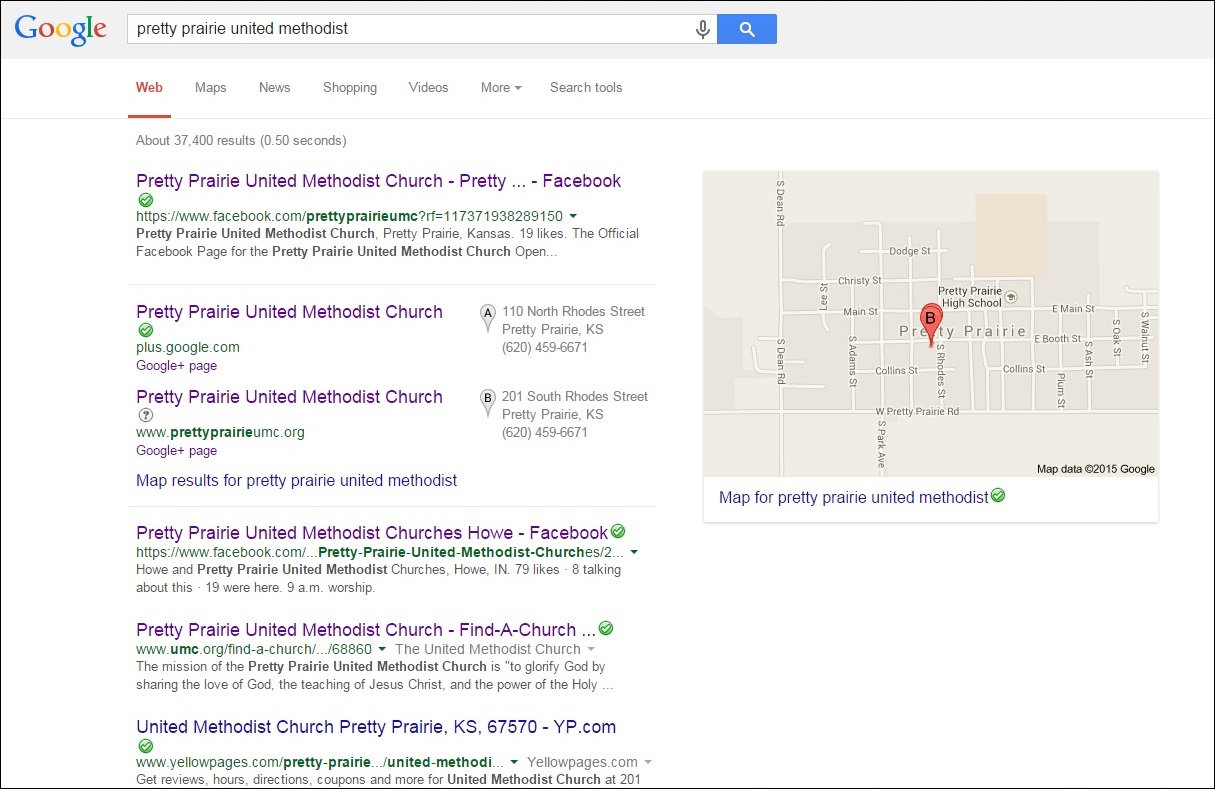 Google
pretty prairie united methodist
Web Maps News Shopping Videos More Search tools
About 37,400 results (0.50 seconds)
Pretty Prairie United Methodist Church - Pretty ... - Facebook
https://www.facebook.com/prettyprairieumc?rf=117371938289150
Pretty Prairie United Methodist Church, Pretty Prairie, Kansas. 19 likes. The Official
Facebook Page for the Pretty Prairie United Methodist Church Open...
Pretty Prairie United Methodist Church
plus.google.com
Google+ page
A
110 North Rhodes Street
Pretty Prairie, KS
(620) 459-6671
Pretty Prairie United Methodist Church
?
www.prettyprairieumc.org
Google+ page
B
201 South Rhodes Street
Pretty Prairie, KS
(620) 459-6671
Map results for pretty prairie united methodist
Pretty Prairie United Methodist Churches Howe - Facebook
https://www.facebook.com/...Pretty-Prairie-United-Methodist-Churches/2...
Howe and Pretty Prairie United Methodist Churches, Howe, IN. 79 likes · 8 talking
about this · 19 were here. 9 a.m. worship.
Pretty Prairie United Methodist Church - Find-A-Church ...
www.umc.org/find-a-church/.../68860 The United Methodist Church
The mission of the Pretty Prairie United Methodist Church is "to glorify God by
sharing the love of God, the teaching of Jesus Christ, and the power of the Holy ...
United Methodist Church Pretty Prairie, KS, 67570 - YP.com
www.yellowpages.com/pretty-prairie.../united-methodi... Yellowpages.com
Get reviews, hours, directions, coupons and more for United Methodist Church at 201
S Dean Rd
Dodge St
Christy St
Lee St
Pretty Prairie
High School
Main St
E Main St
B
Pretty Prairie
E Booth St
S Oak St
S Walnut St
S Dean Rd
S Adams St
S Rhodes St
S Ash St
Collins St
Collins St
Plum St
W Pretty Prairie Rd
S Park Ave
Map data ©2015 Google
Map for pretty prairie united methodist